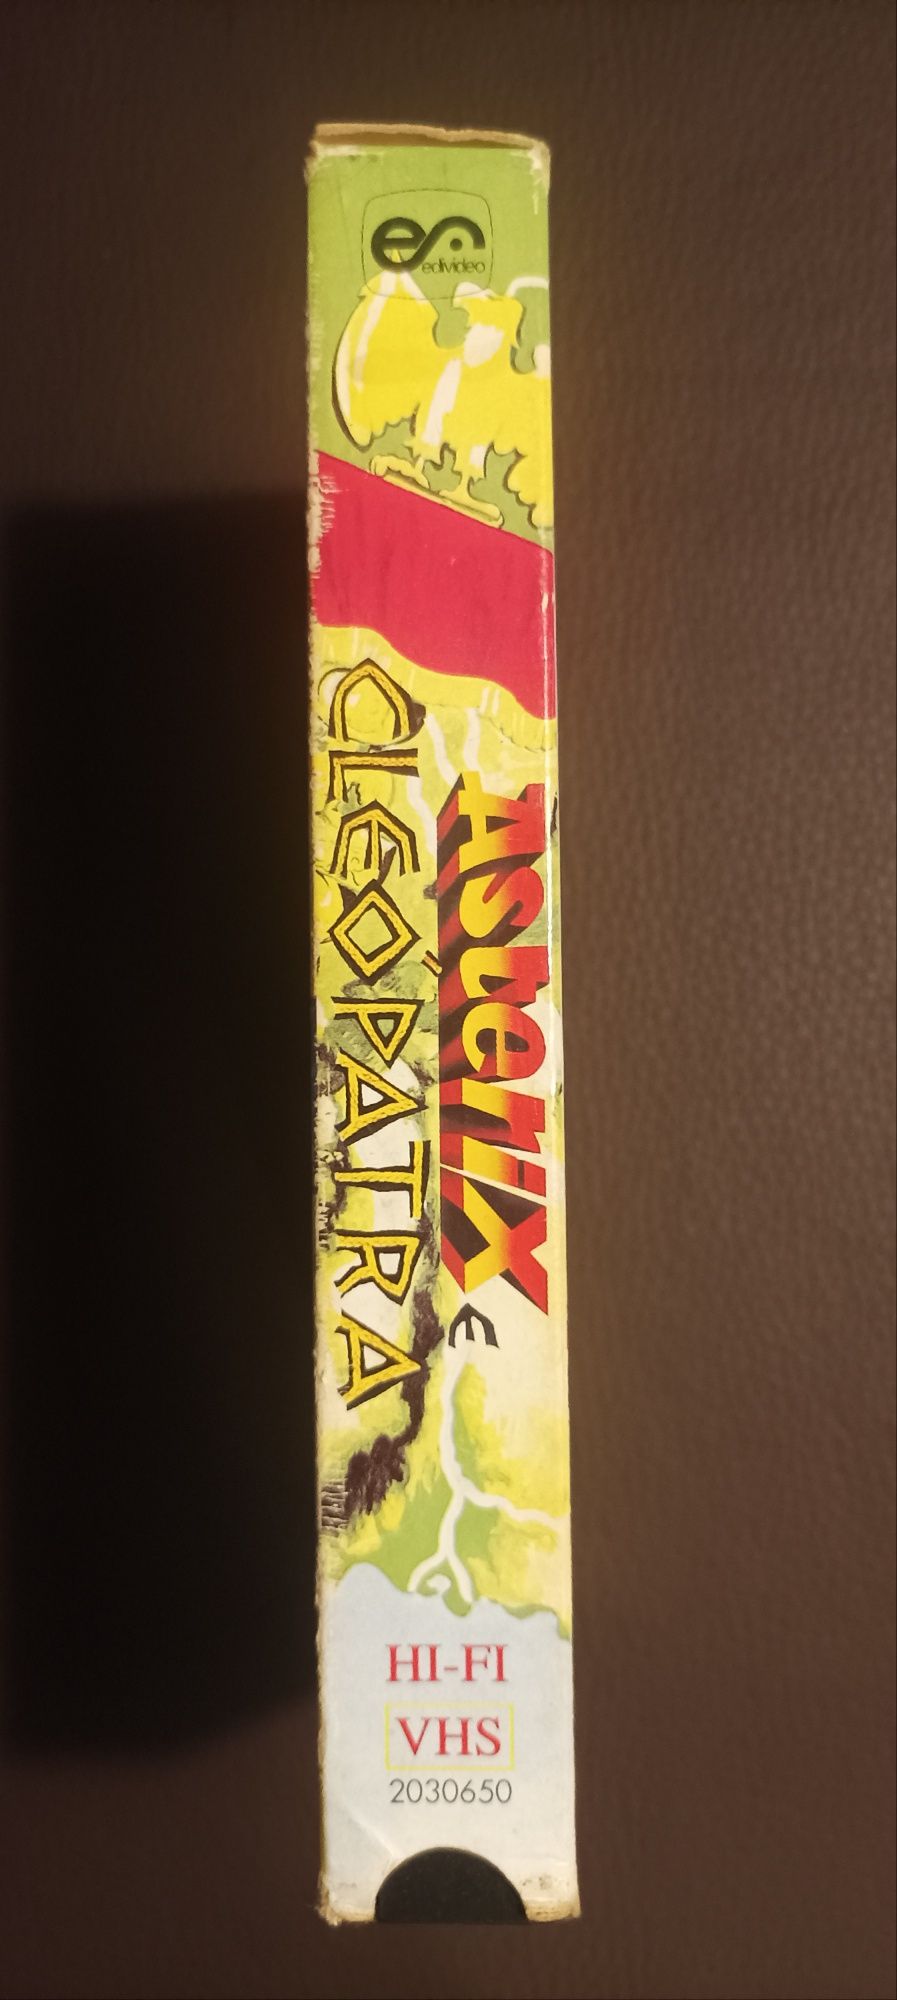 edivideo
Asterix E
CLEÓPATRA
HI-FI
VHS
2030650